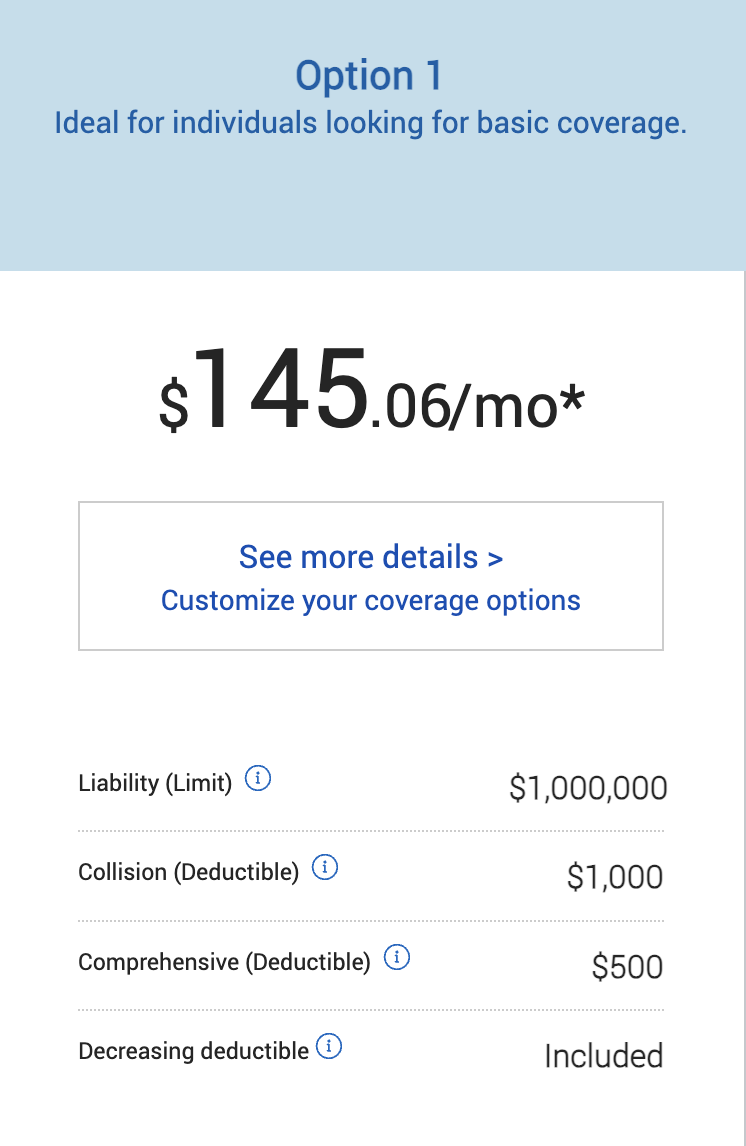 Option 1
Ideal for individuals looking for basic coverage.
$145.06/mo*
See more details >
Customize your coverage options
Liability (Limit) i $1,000,000
Collision (Deductible) i $1,000
Comprehensive (Deductible) i $500
Decreasing deductible i Included